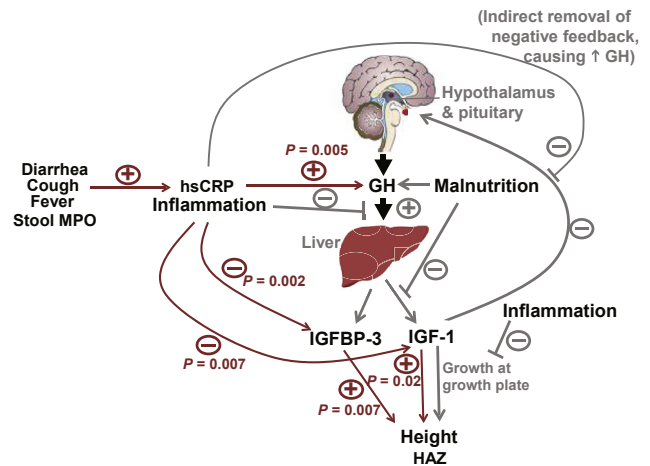 (Indirect removal of
negative feedback,
causing ↑ GH)
Hypothalamus
& pituitary
−
P = 0.005
Diarrhea
Cough
Fever
Stool MPO
+
hsCRP
Inflammation
+
−
GH
+
Malnutrition
Liver
−
−
−
P = 0.002
Inflammation
−
IGFBP-3
IGF-1
−
P = 0.007
+
P = 0.02
+
P = 0.007
Growth at
growth plate
Height
HAZ